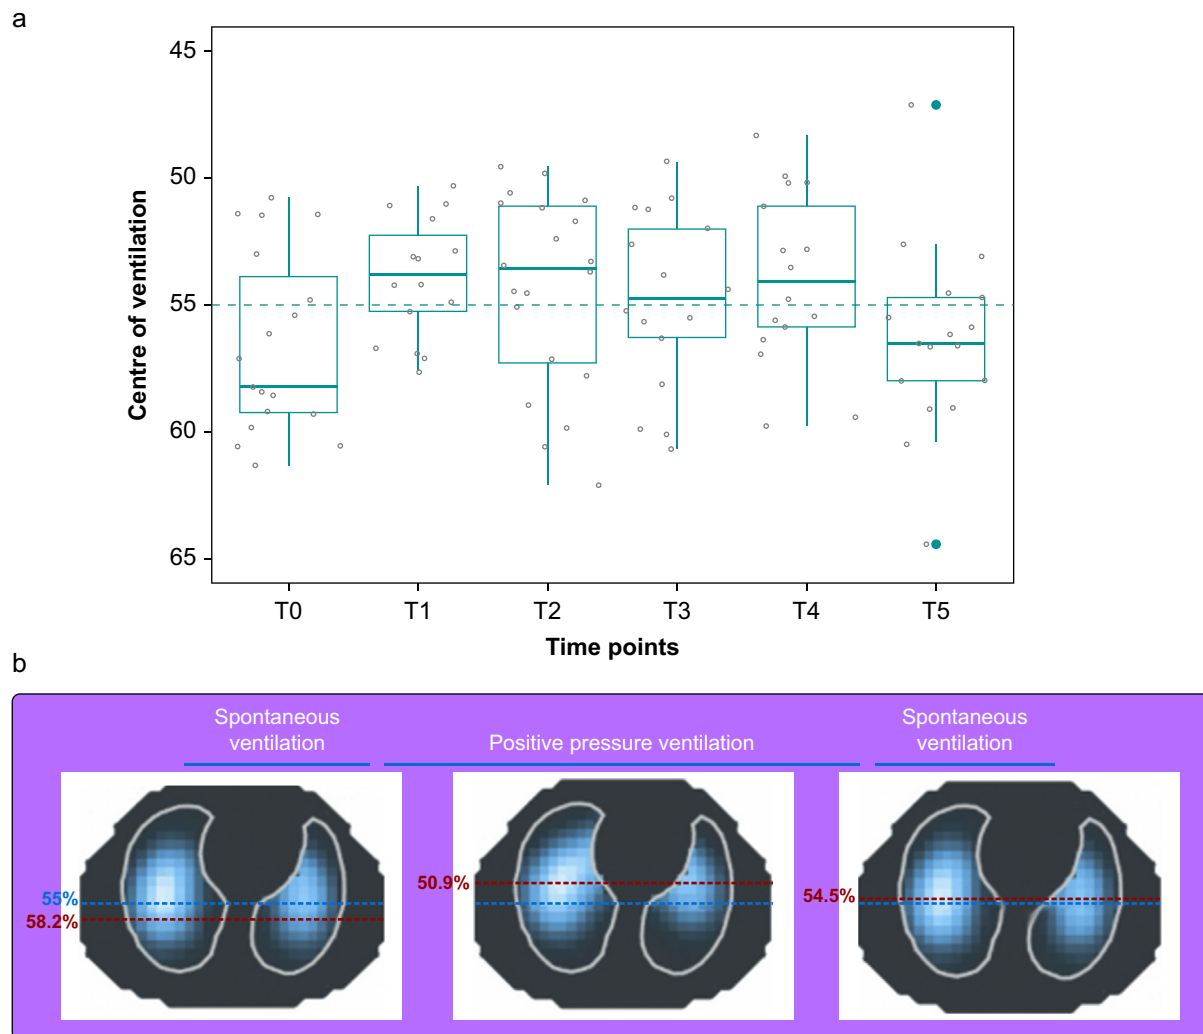 a
45
50
55
60
65
Centre of ventilation
T0 T1 T2 T3 T4 T5
Time points
b
Spontaneous
ventilation
Positive pressure ventilation
Spontaneous
ventilation
55%
58.2%
50.9%
54.5%